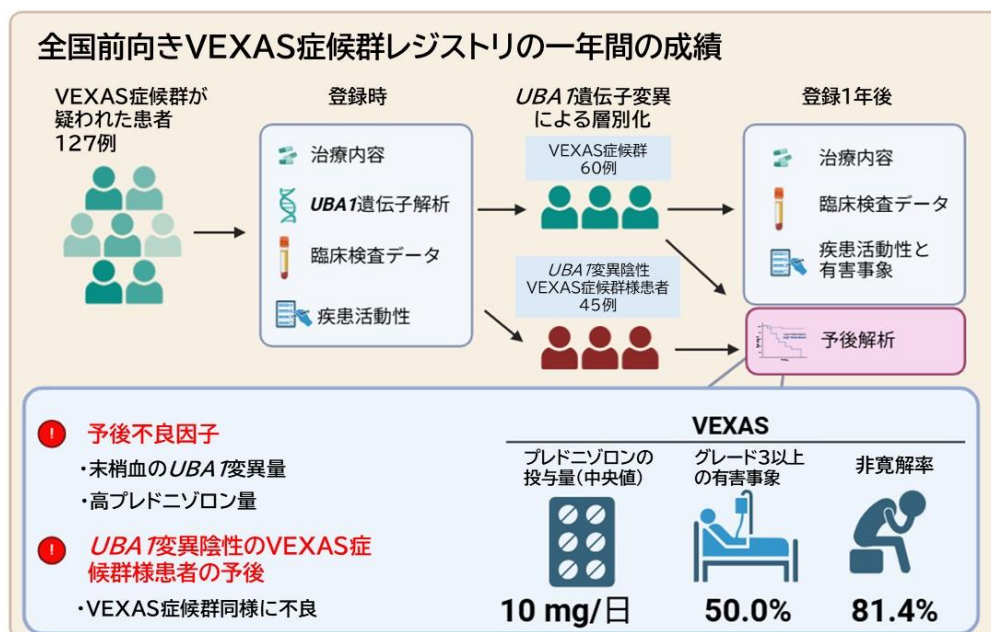 全国前向きVEXAS症候群レジストリの一年間の成績
VEXAS症候群が
疑われた患者
127例
登録時
治療内容
UBA1遺伝子解析
臨床検査データ
疾患活動性
UBA1遺伝子変異
による層別化
VEXAS症候群
60例
UBA1変異陰性
VEXAS症候群様患者
45例
登録1年後
治療内容
臨床検査データ
疾患活動性と
有害事象
予後解析
予後不良因子
・末梢血のUBA1変異量
・高プレドニゾロン量
UBA1変異陰性のVEXAS症
候群様患者の予後
・VEXAS症候群同様に不良
VEXAS
プレドニゾロンの
投与量(中央値)
10 mg/日
グレード3以上
の有害事象
50.0%
非寛解率
81.4%